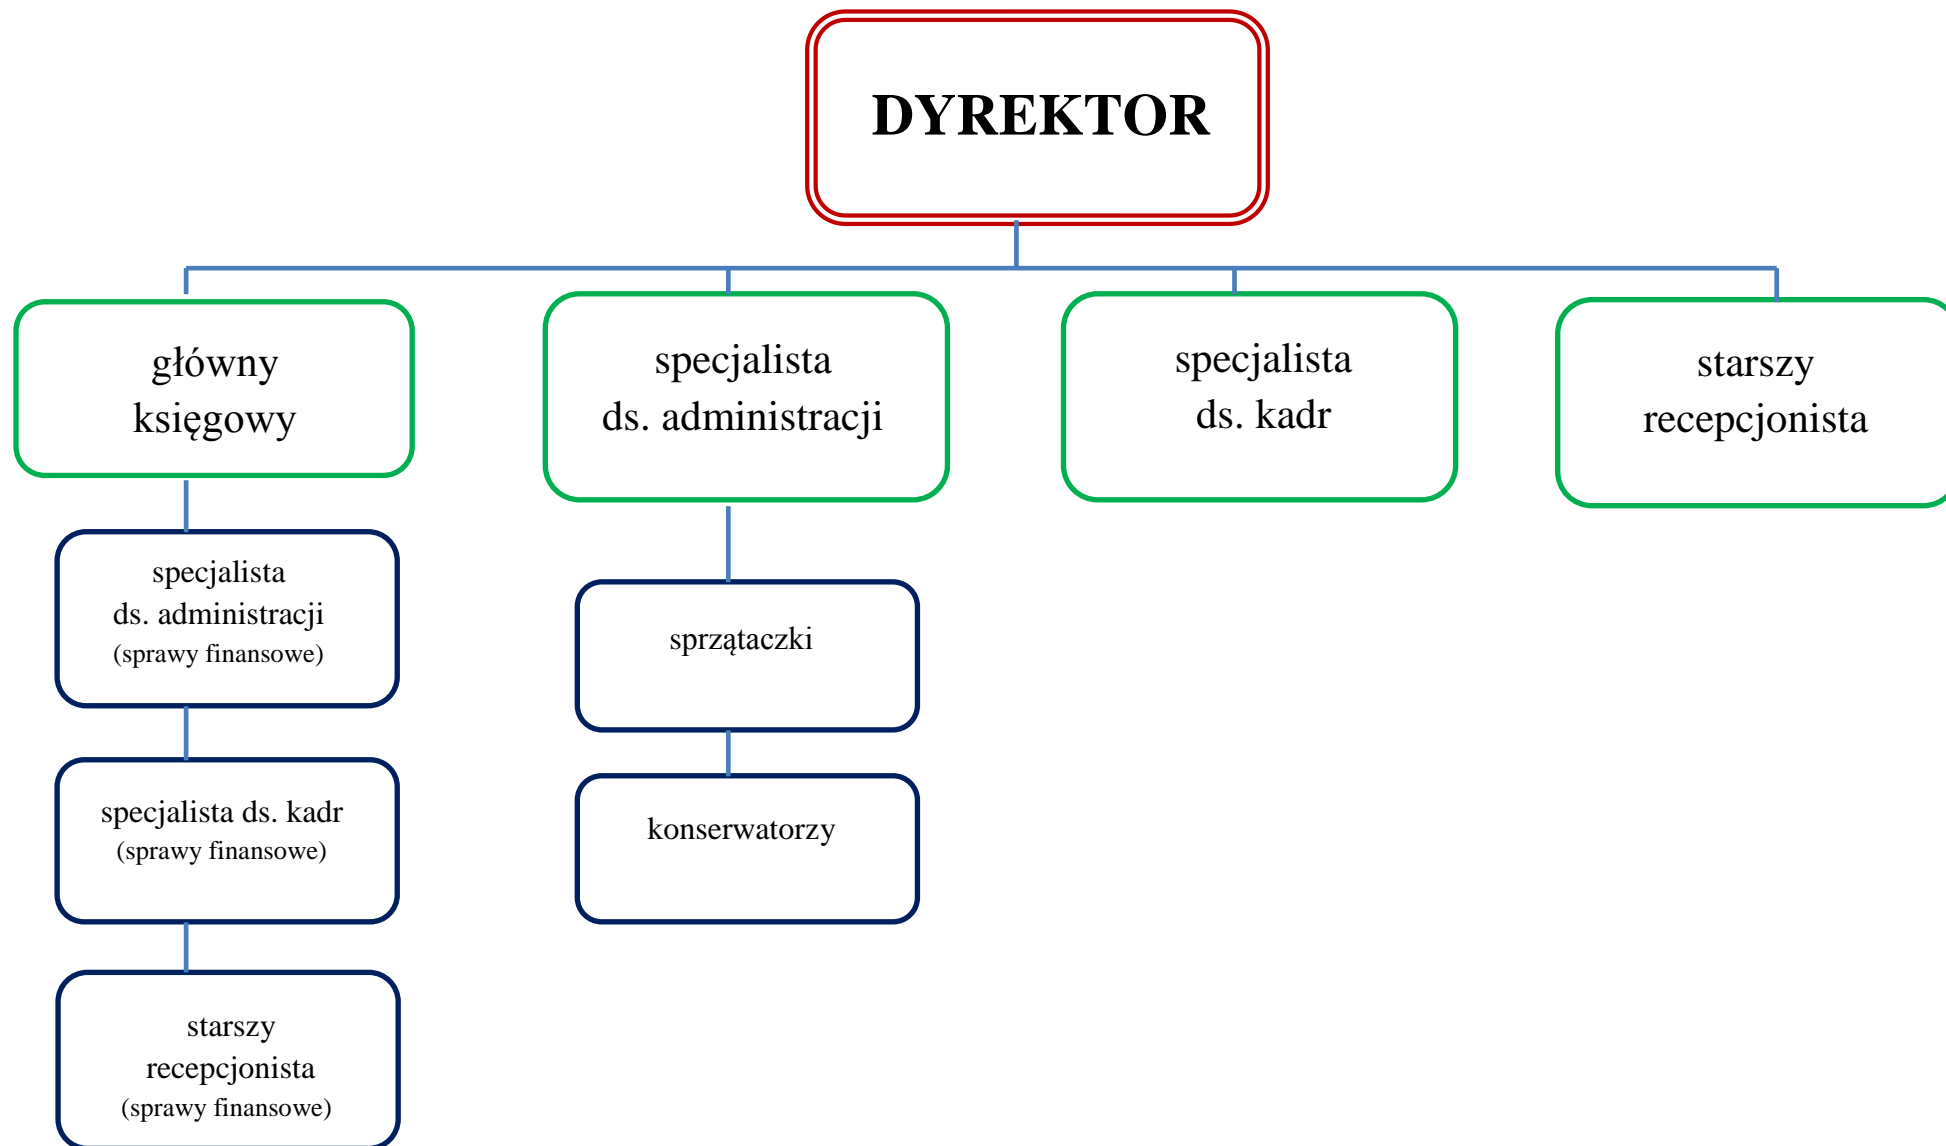 DYREKTOR
główny
księgowy
specjalista
ds. administracji
specjalista
ds. kadr
starszy
recepcjonista
specjalista
ds. administracji
(sprawy finansowe)
specjalista ds. kadr
(sprawy finansowe)
starszy
recepcjonista
(sprawy finansowe)
sprzątaczki
konserwatorzy